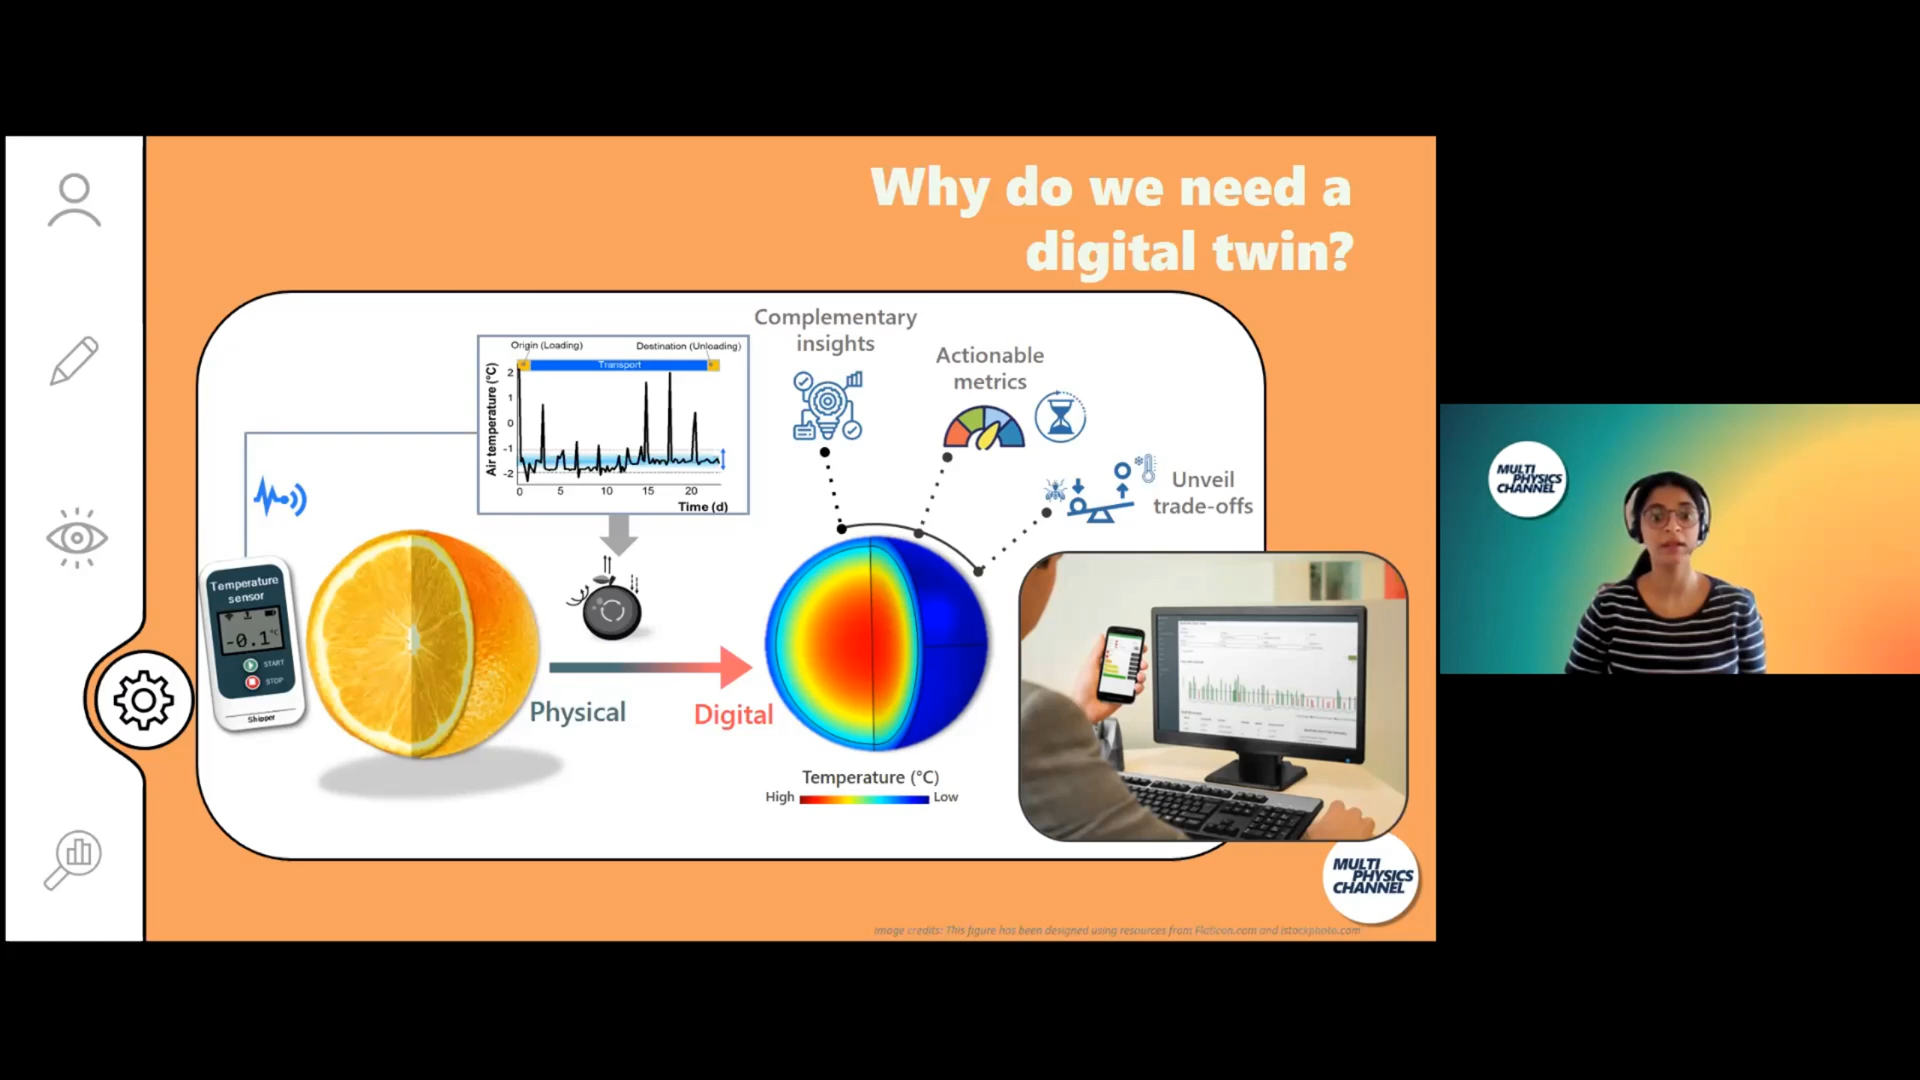 Why do we need a
digital twin?
Complementary
insights
Actionable
metrics
Unveil
trade-offs
Origin (Loading)
Destination (Unloading)
Transport
Air temperature (°C)
2
1
0
-1
-2
0
5
10
15
20
Time (d)
Temperature
sensor
-0.1°C
START
STOP
Shipper
Physical
Digital
Temperature (°C)
High
Low
MULTI
PHYSICS
CHANNEL
image credits: This figure has been designed using resources from Flaticon.com and istockphoto.com
MULTI
PHYSICS
CHANNEL